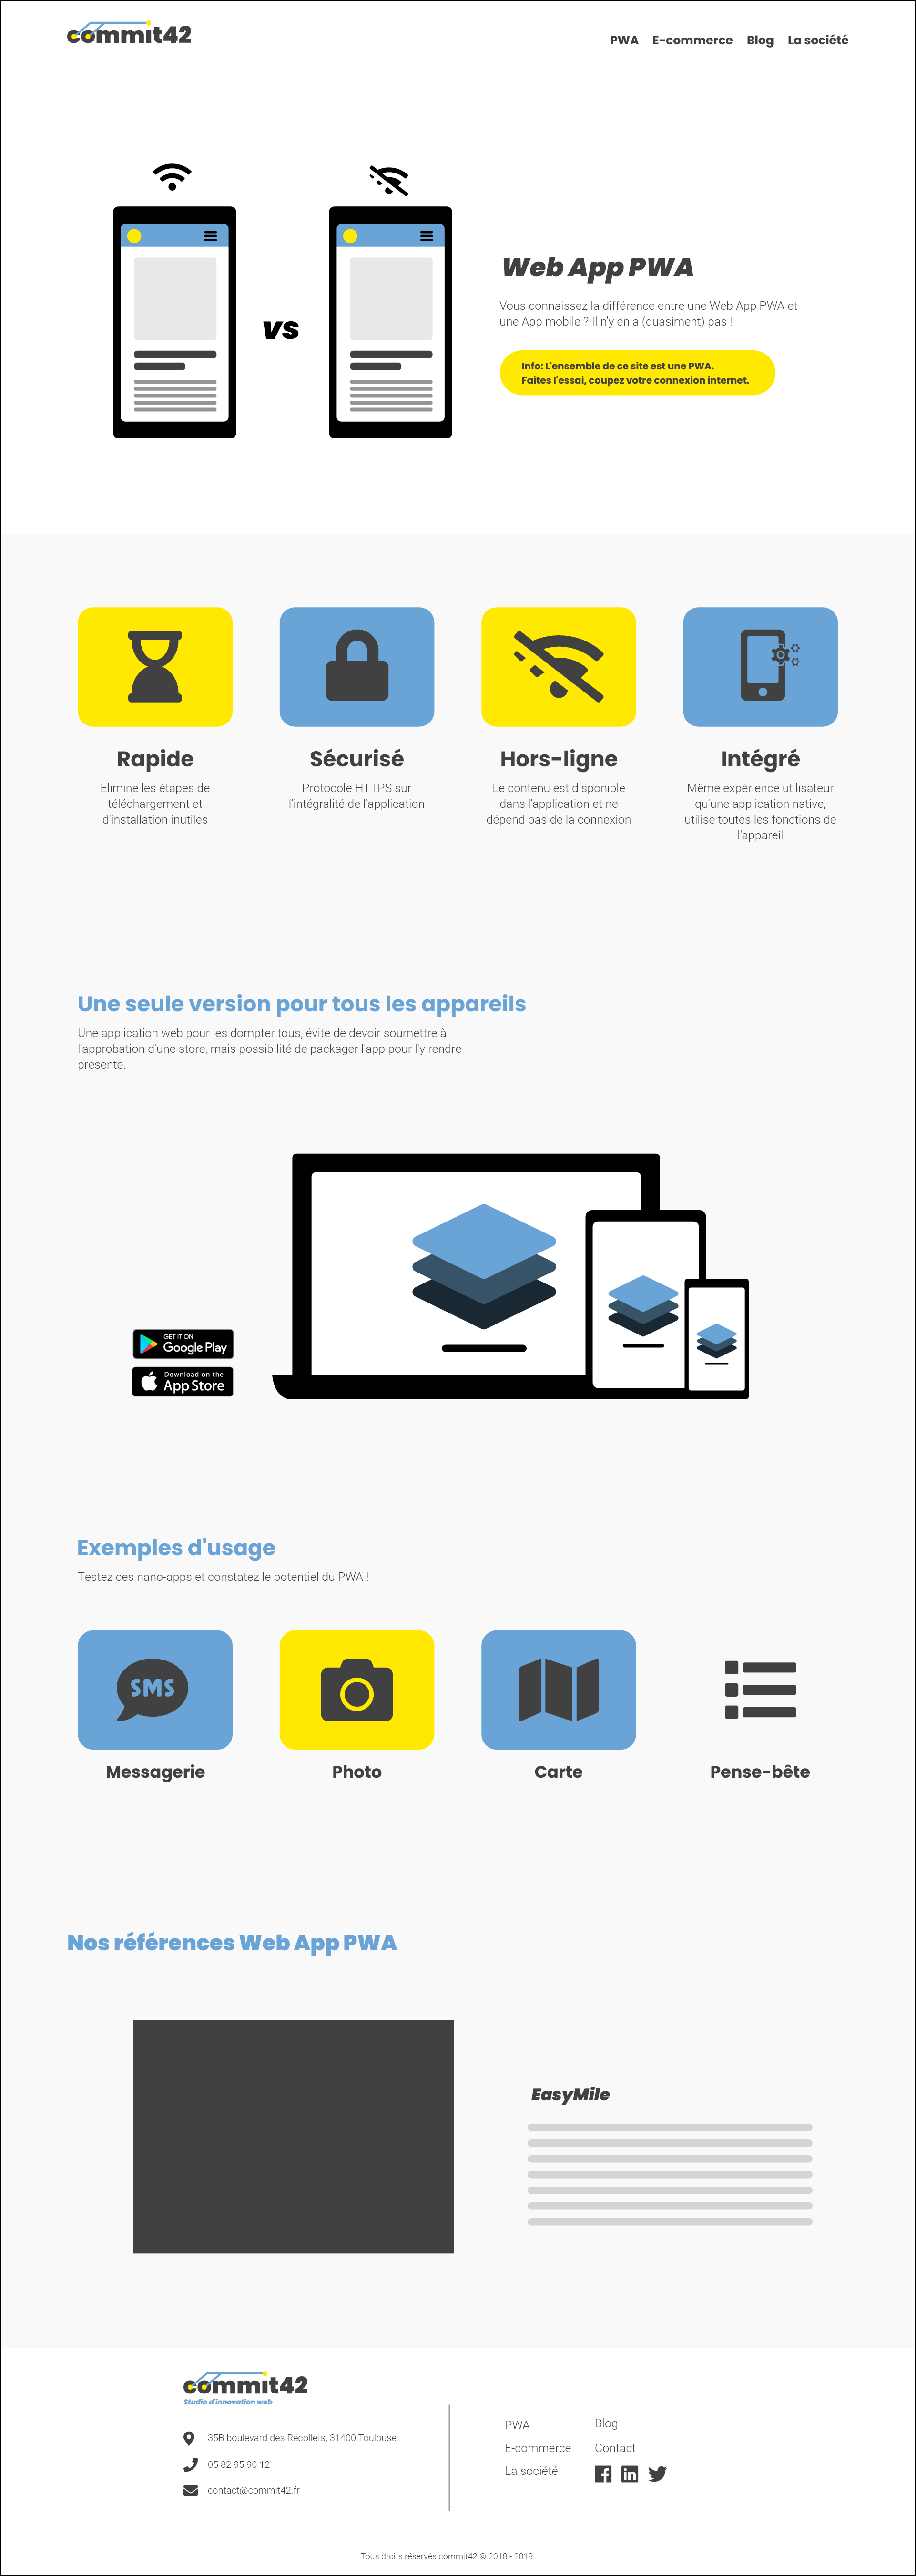 commit42
PWA E-commerce Blog La société
vs
Web App PWA
Vous connaissez la différence entre une Web App PWA et
une App mobile ? Il n'y en a (quasiment) pas !
Info: L'ensemble de ce site est une PWA.
Faites l'essai, coupez votre connexion internet.
Rapide
Elimine les étapes de
téléchargement et
d'installation inutiles
Sécurisé
Protocole HTTPS sur
l'intégralité de l'application
Hors-ligne
Le contenu est disponible
dans l'application et ne
dépend pas de la connexion
Intégré
Même expérience utilisateur
qu'une application native,
utilise toutes les fonctions de
l'appareil
Une seule version pour tous les appareils
Une application web pour les dompter tous, évite de devoir soumettre à
l'approbation d'une store, mais possibilité de packager l'app pour l'y rendre
présente.
GET IT ON
Google Play
Download on the
App Store
Exemples d'usage
Testez ces nano-apps et constatez le potentiel du PWA !
SMS
Messagerie
Photo
Carte
Pense-bête
Nos références Web App PWA
EasyMile
commit42
Studio d'innovation web
35B boulevard des Récollets, 31400 Toulouse
05 82 95 90 12
contact@commit42.fr
PWA
E-commerce
La société
Blog
Contact
Tous droits réservés commit42 © 2018 - 2019